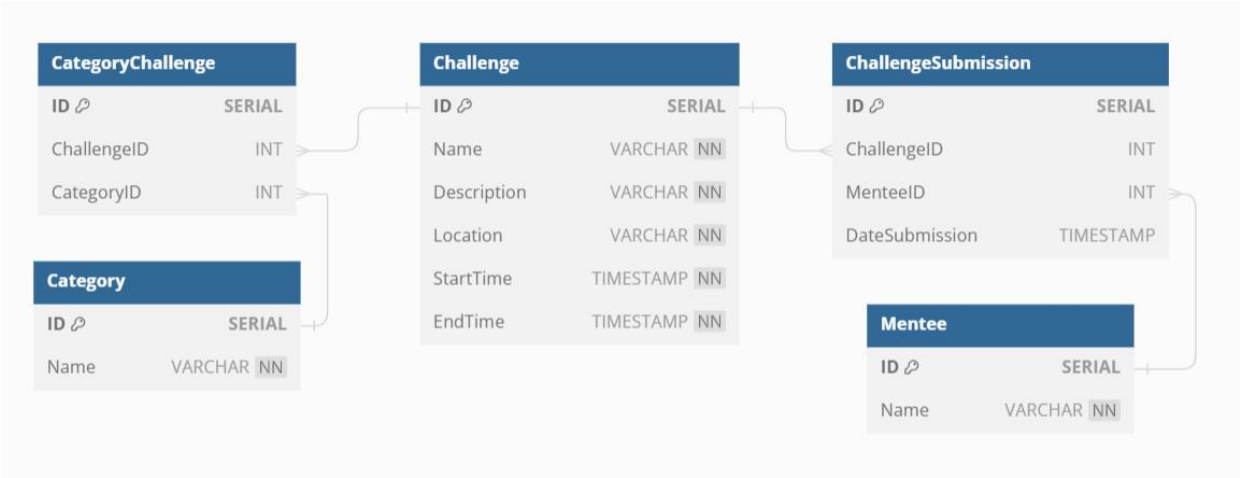 CategoryChallenge
ID SERIAL
ChallengeID INT
CategoryID INT
Category
ID SERIAL
Name VARCHAR NN
Challenge
ID SERIAL
Name VARCHAR NN
Description VARCHAR NN
Location VARCHAR NN
StartTime TIMESTAMP NN
EndTime TIMESTAMP NN
ChallengeSubmission
ID SERIAL
ChallengeID INT
MenteeID INT
DateSubmission TIMESTAMP
Mentee
ID SERIAL
Name VARCHAR NN